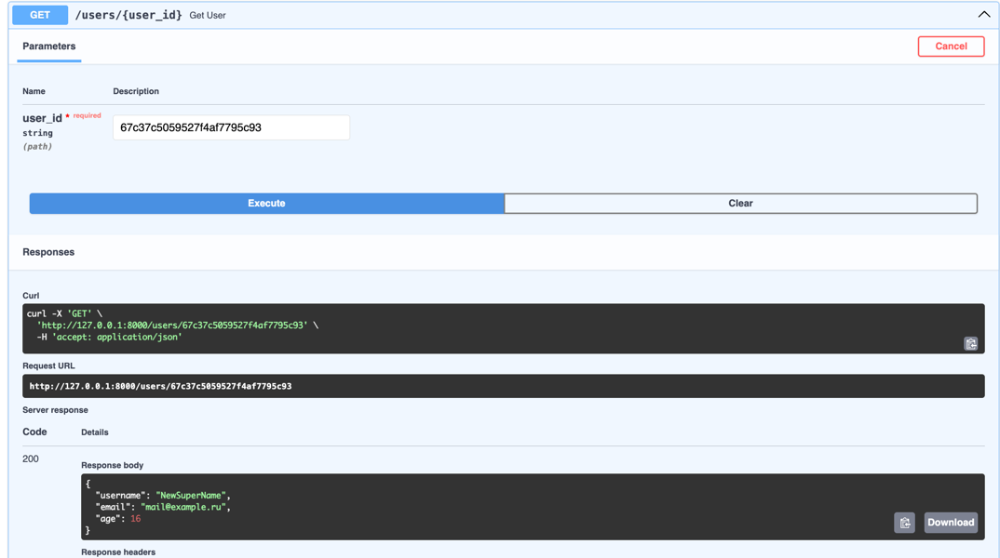 GET /users/{user_id} Get User
Parameters
Cancel
Name Description
user_id * required
string
(path)
67c37c5059527f4af7795c93
Execute Clear
Responses
Curl
curl -X 'GET' \
'http://127.0.0.1:8000/users/67c37c5059527f4af7795c93' \
-H 'accept: application/json'
Request URL
http://127.0.0.1:8000/users/67c37c5059527f4af7795c93
Server response
Code Details
200
Response body
{
"username": "NewSuperName",
"email": "mail@example.ru",
"age": 16
}
Download
Response headers